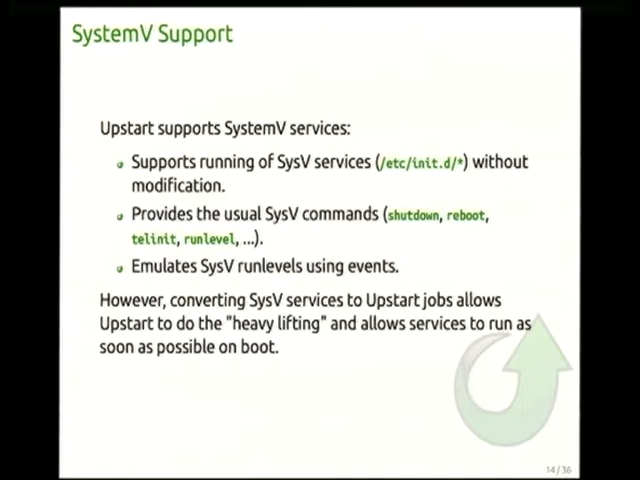 SystemV Support
Upstart supports SystemV services:
Supports running of SysV services (/etc/init.d/*) without
modification.
Provides the usual SysV commands (shutdown, reboot,
telinit, runlevel, ...).
Emulates SysV runlevels using events.
However, converting SysV services to Upstart jobs allows
Upstart to do the "heavy lifting" and allows services to run as
soon as possible on boot.
14/36